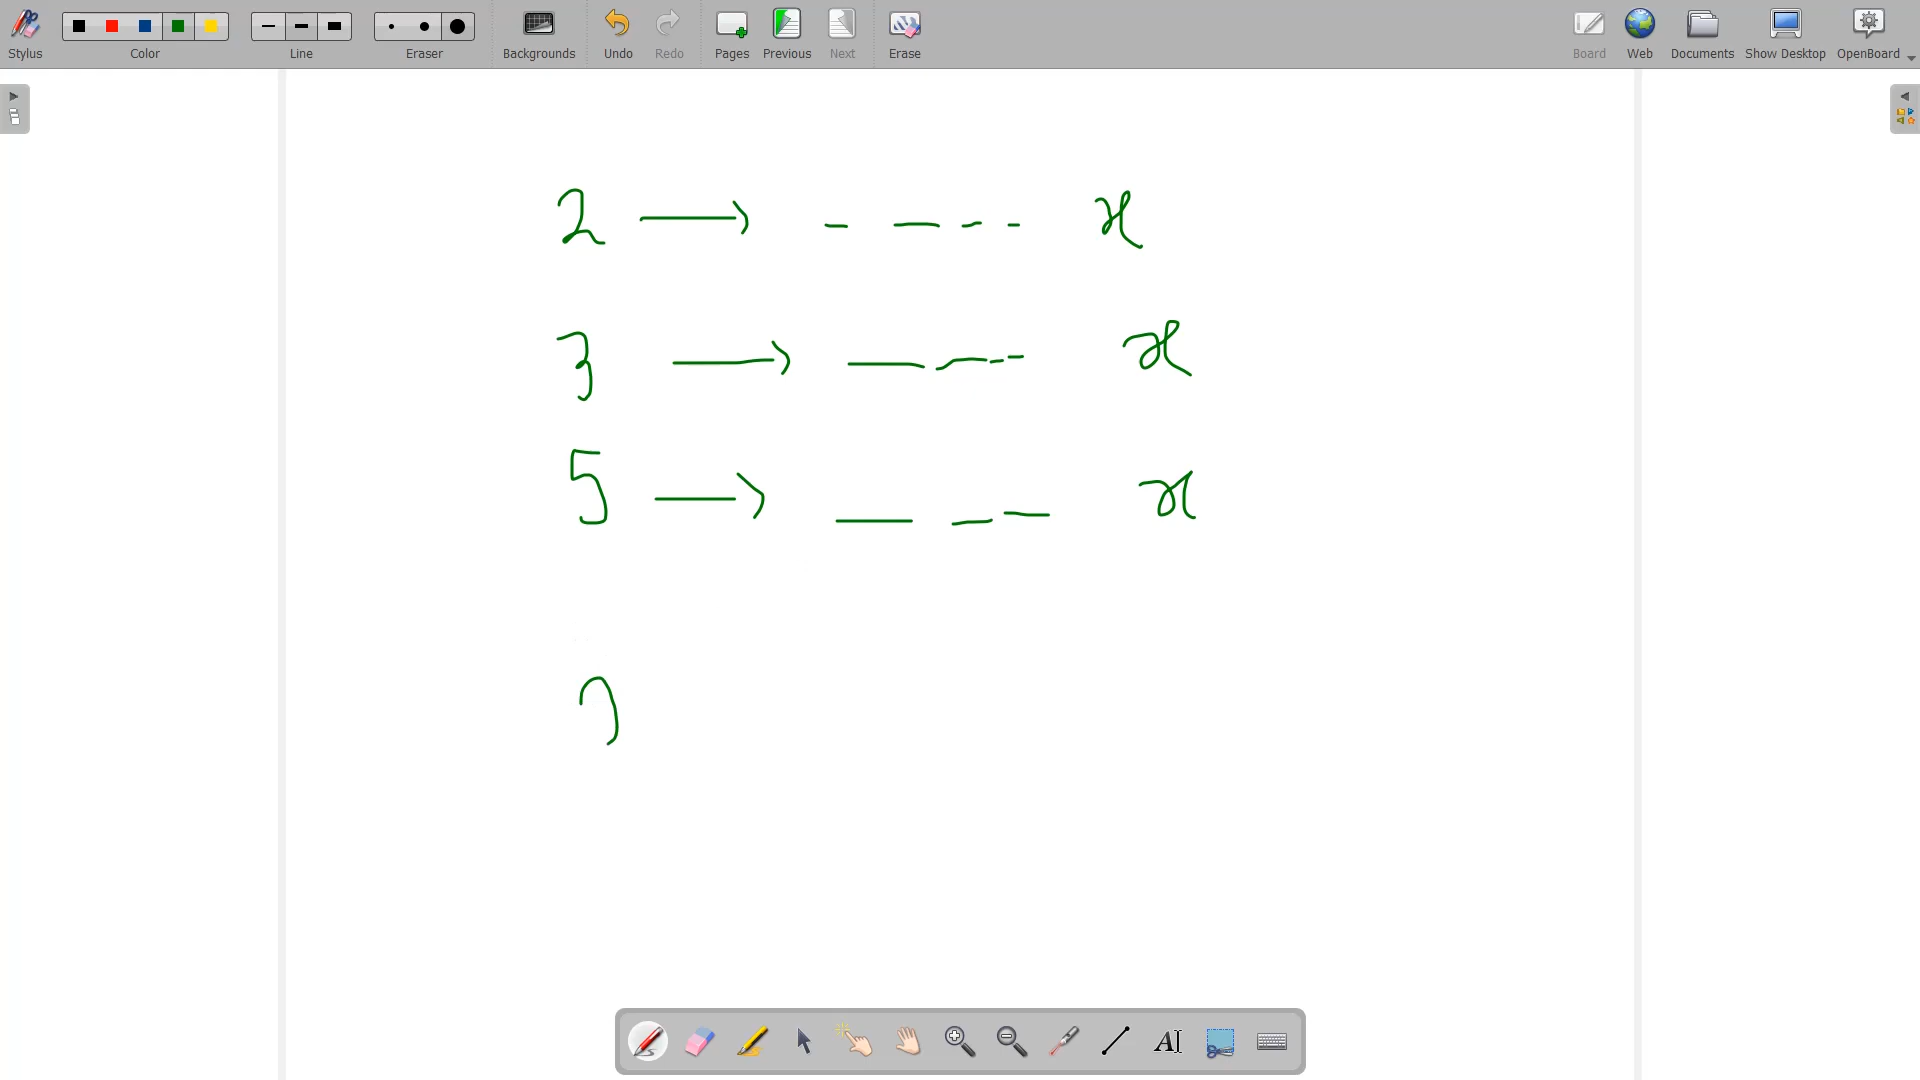 Stylus Color Line Eraser Backgrounds Undo Redo Pages Previous Next Erase Board Web Documents Show Desktop OpenBoard
2 → - — - - x
3 → — — - - x
5 → — — — x